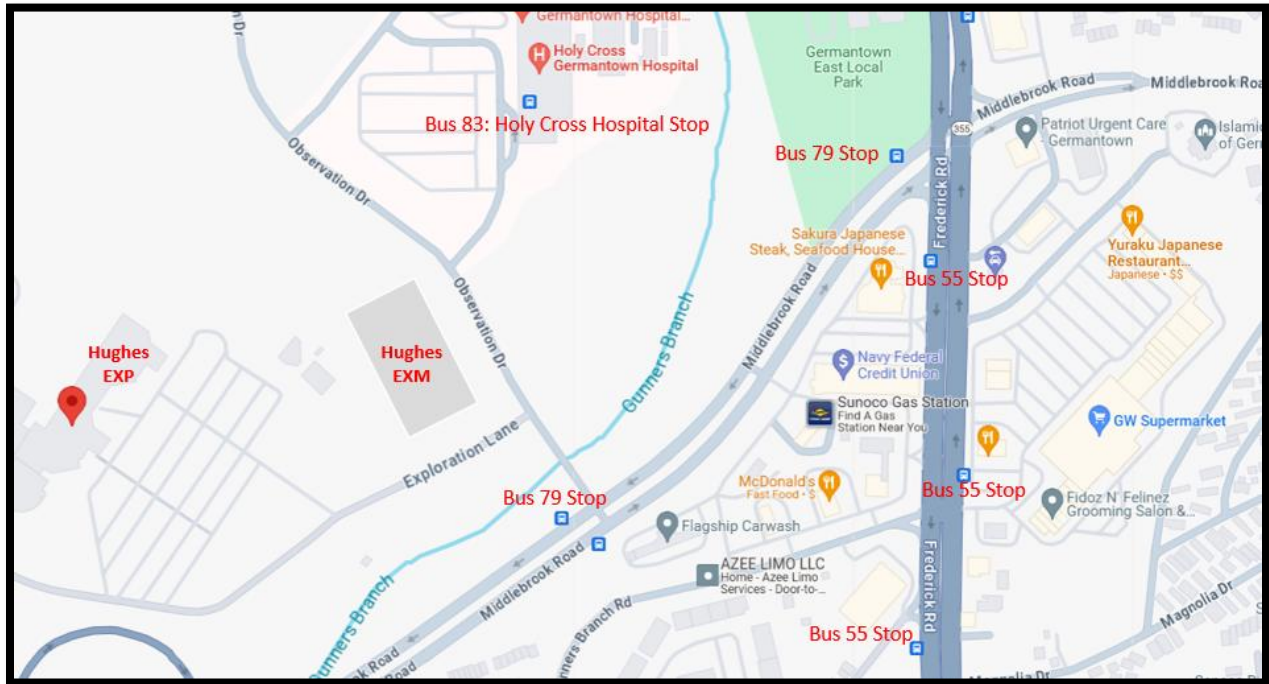 n Dr
Germantown Hospital...
Holy Cross
Germantown Hospital
Bus 83: Holy Cross Hospital Stop
Observation Dr
Germantown
East Local
Park
Middlebrook Road
Middlebrook Roa
355
Patriot Urgent Care
- Germantown
Islamic
of Ger
Bus 79 Stop
Frederick Rd
Sakura Japanese
Steak, Seafood House...
Yuraku Japanese
Restaurant...
Japanese • $$
Bus 55 Stop
Observation Dr
Gunners Branch
Middlebrook Road
Hughes
EXP
Hughes
EXM
Navy Federal
Credit Union
Sunoco Gas Station
Find A Gas
Station Near You
GW Supermarket
Exploration Lane
McDonald's
Fast Food • $
Bus 55 Stop
Bus 79 Stop
Fidoz N' Felinez
Grooming Salon &...
Flagship Carwash
Middlebrook Road
AZEE LIMO LLC
Home - Azee Limo
Services - Door-to-...
Frederick Rd
Gunners Branch
Gunners Branch Rd
Magnolia Dr
Bus 55 Stop
ok Road
Road
Magnolia Dr